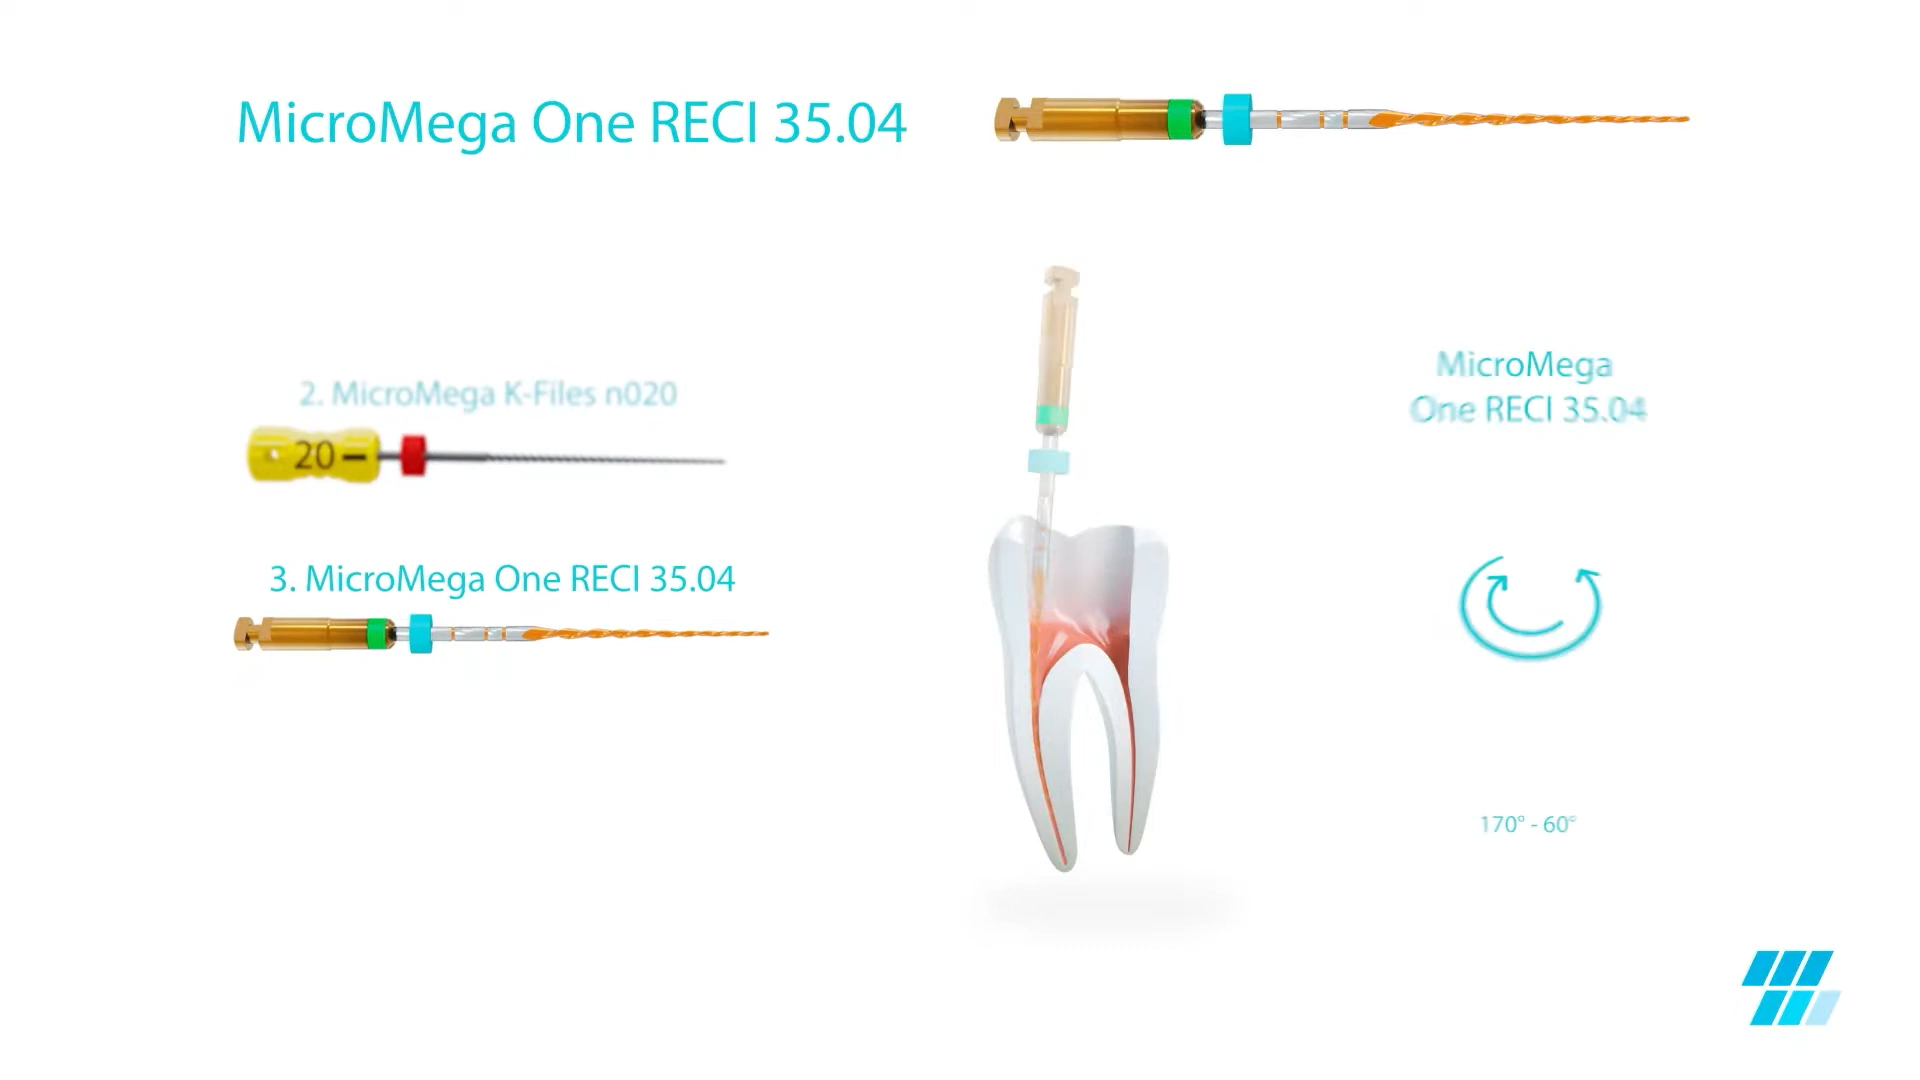 MicroMega One RECI 35.04
2. MicroMega K-Files n020
20
3. MicroMega One RECI 35.04
MicroMega
One RECI 35.04
170° - 60°